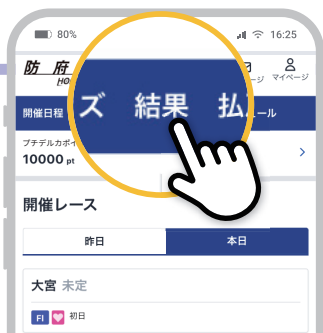 80% 16:25
防 府
マイページ
開催日程
ズ 結果 払
ール
プチデルカポイ
10000 pt
開催レース
昨日 本日
大宮 未定
FI 初日